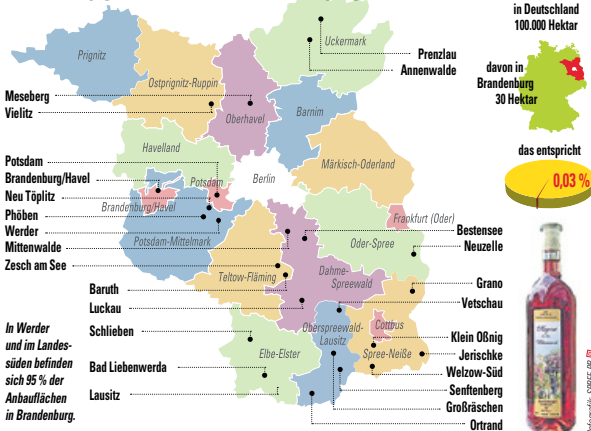 in Deutschland
100.000 Hektar
davon in
Brandenburg
30 Hektar
das entspricht
0,03 %
Prignitz
Ostprignitz-Ruppin
Uckermark
Oberhavel
Barnim
Havelland
Märkisch-Oderland
Potsdam
Berlin
Brandenburg/Havel
Potsdam-Mittelmark
Frankfurt (Oder)
Oder-Spree
Teltow-Fläming
Dahme-
Spreewald
Elbe-Elster
Oberspreewald-
Lausitz
Cottbus
Spree-Neiße
Prenzlau
Annenwalde
Meseberg
Vielitz
Potsdam
Brandenburg/Havel
Neu Töplitz
Phöben
Werder
Mittenwalde
Zesch am See
Baruth
Luckau
Schlieben
Bad Liebenwerda
Lausitz
Bestensee
Neuzelle
Grano
Vetschau
Klein Oßnig
Jerischke
Welzow-Süd
Senftenberg
Großräschen
Ortrand
In Werder
und im Landes-
süden befinden
sich 95 % der
Anbauflächen
in Brandenburg.